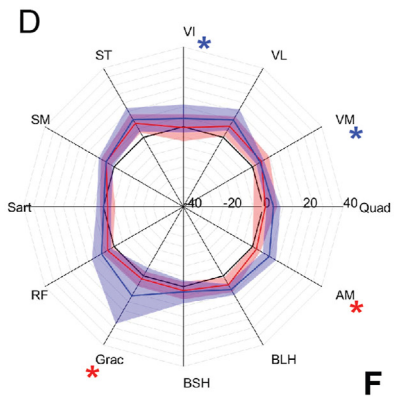 D
VI *
ST VL
SM VM *
Sart -40 -20 0 20 40 Quad
RF AM *
Grac * BLH
BSH
F